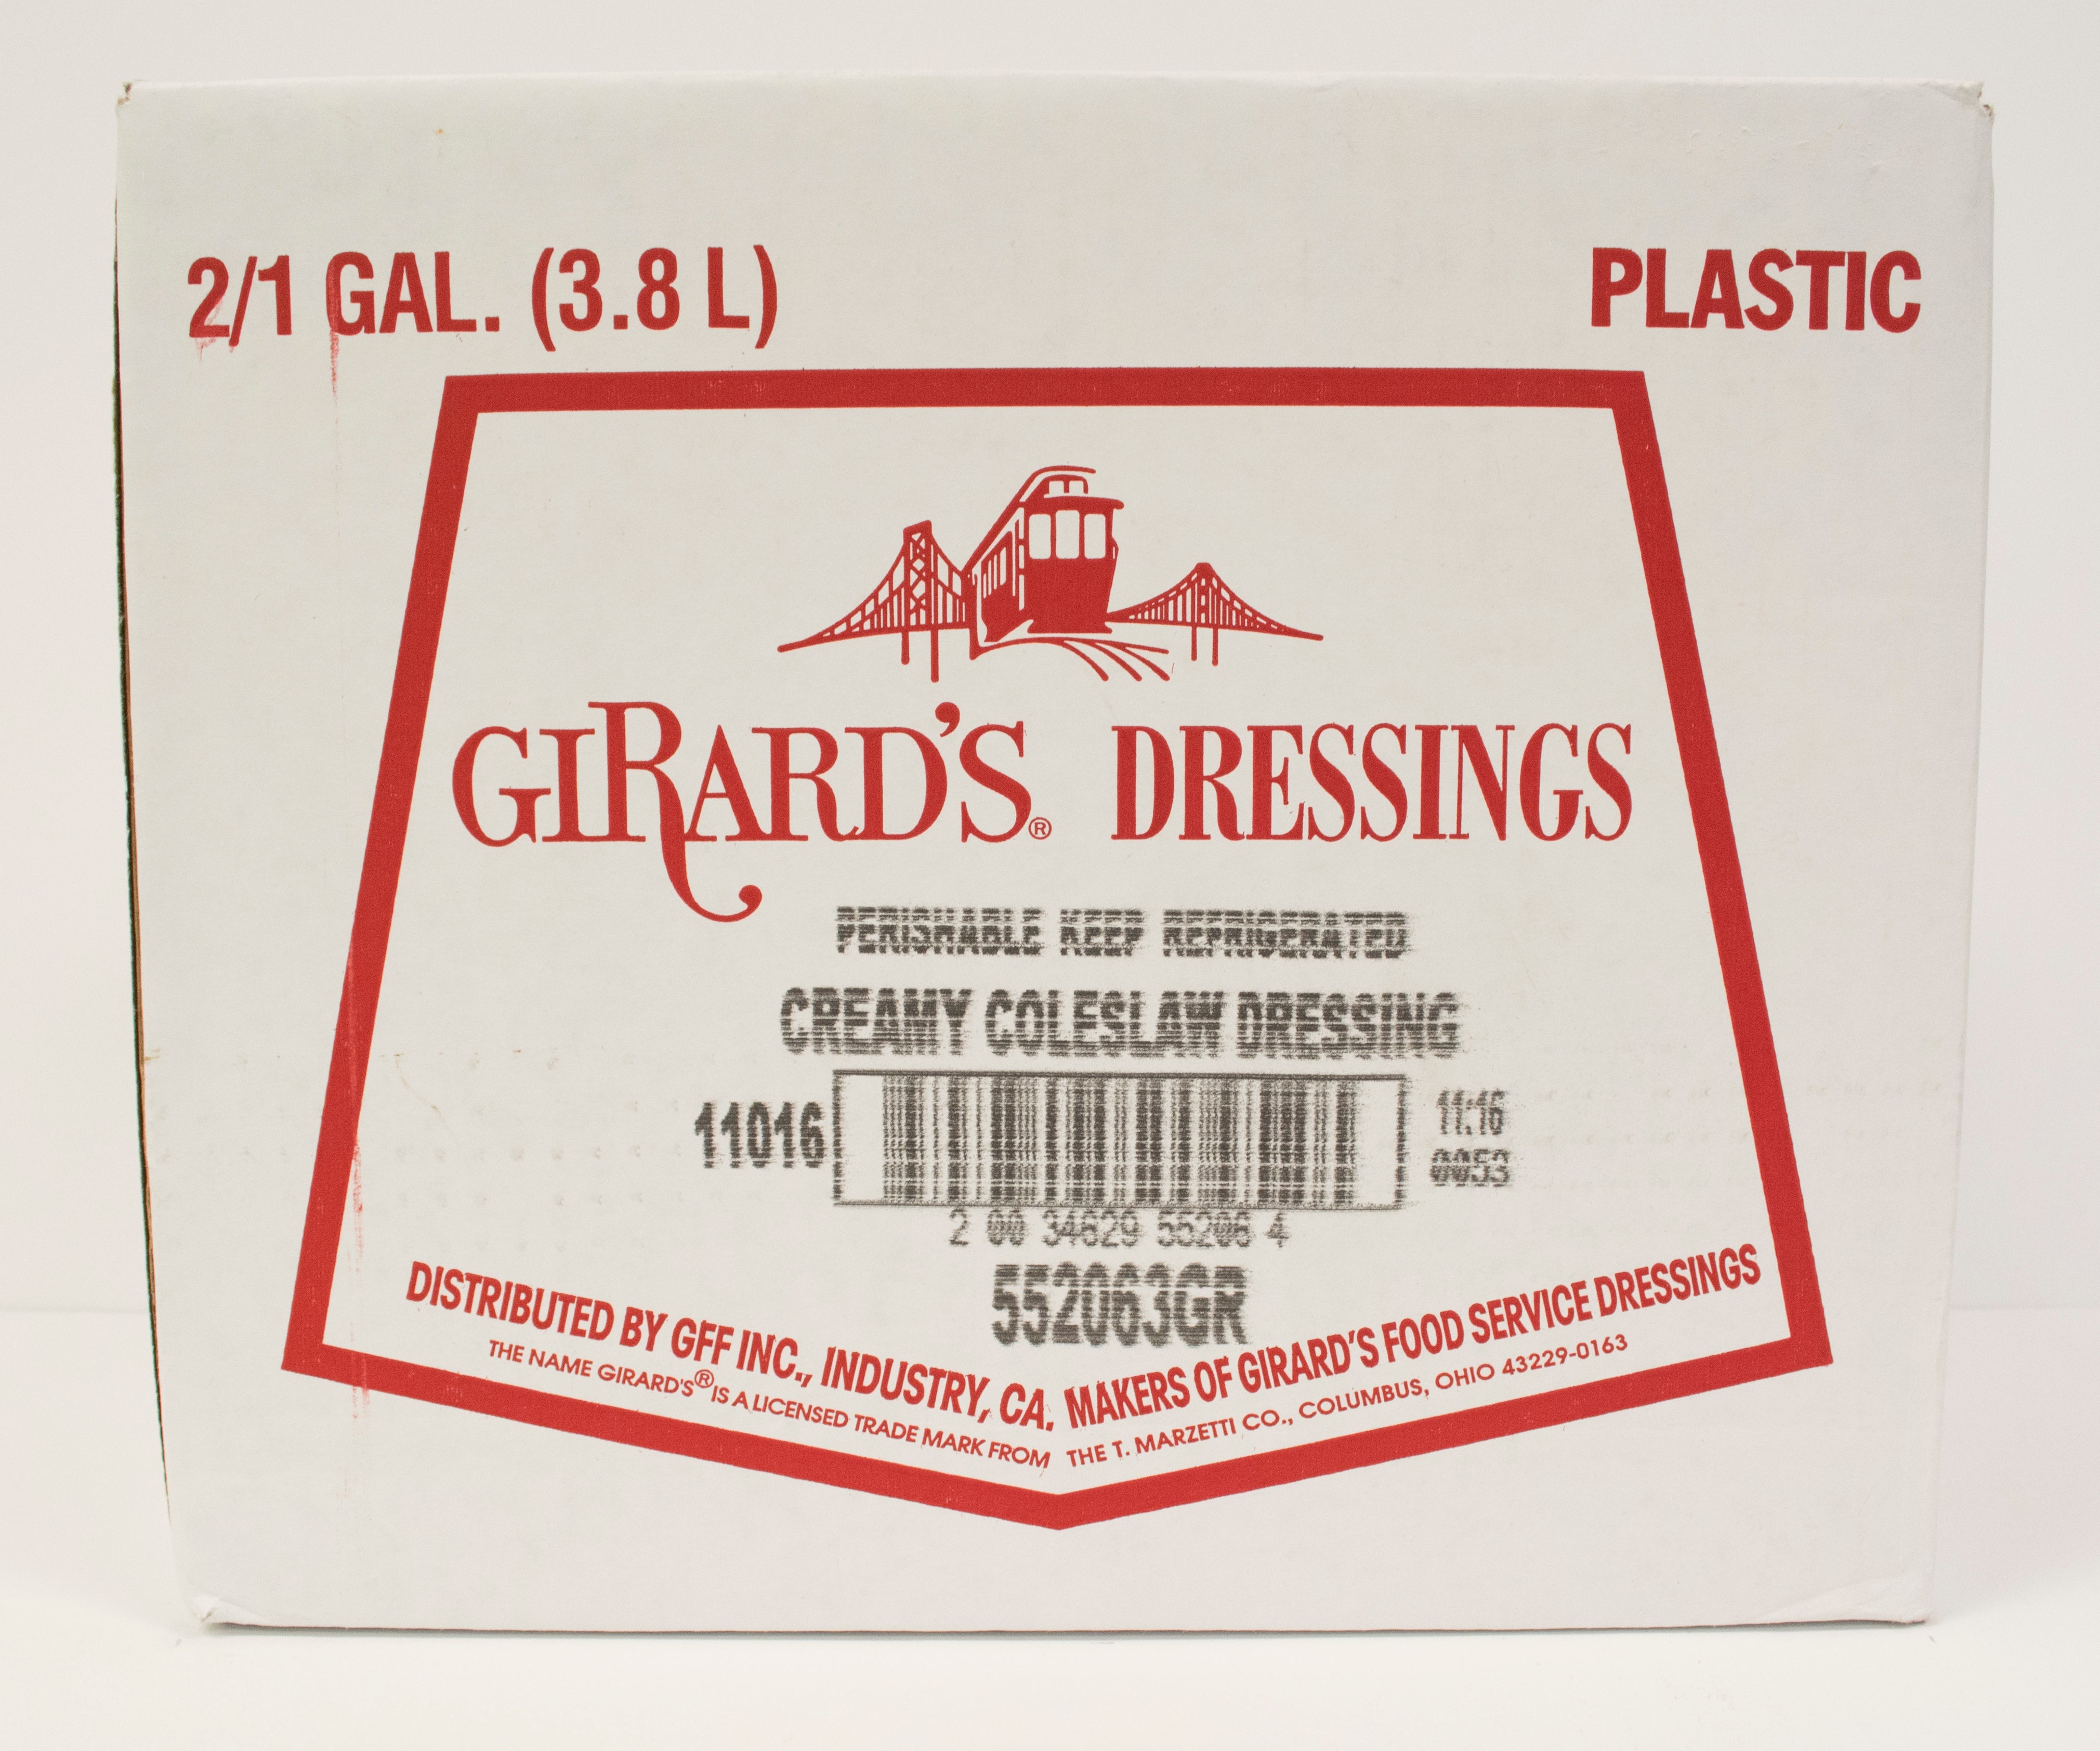 2/1 GAL. (3.8 L)
PLASTIC
GIRARD'S® DRESSINGS
PERISHABLE KEEP REFRIGERATED
CREAMY COLESLAW DRESSING
11016
11:16
0053
2 00 34629 55206 4
552063GR
DISTRIBUTED BY GFF INC., INDUSTRY, CA. MAKERS OF GIRARD'S FOOD SERVICE DRESSINGS
THE NAME GIRARD'S® IS A LICENSED TRADE MARK FROM THE T. MARZETTI CO., COLUMBUS, OHIO 43229-0163